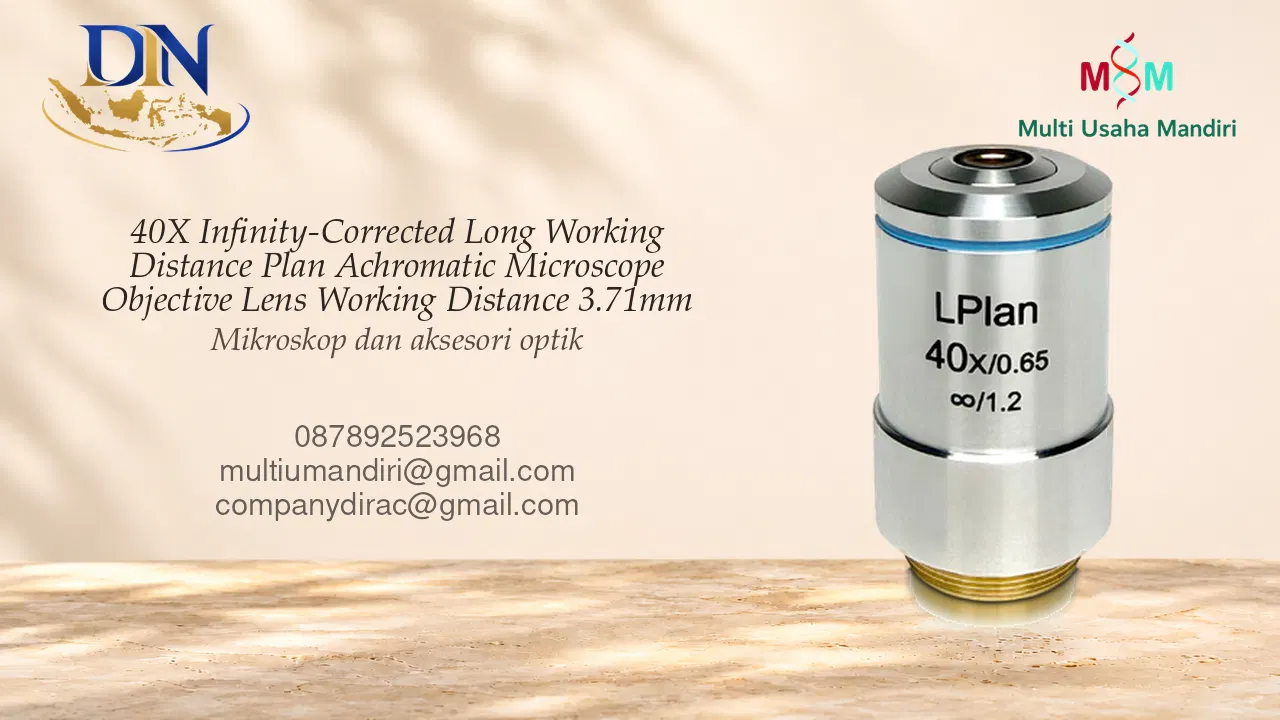 DIN
M M
Multi Usaha Mandiri
40X Infinity-Corrected Long Working
Distance Plan Achromatic Microscope
Objective Lens Working Distance 3.71mm
Mikroskop dan aksesori optik
087892523968
multiumandiri@gmail.com
companydirac@gmail.com
LPlan
40X/0.65
∞/1.2